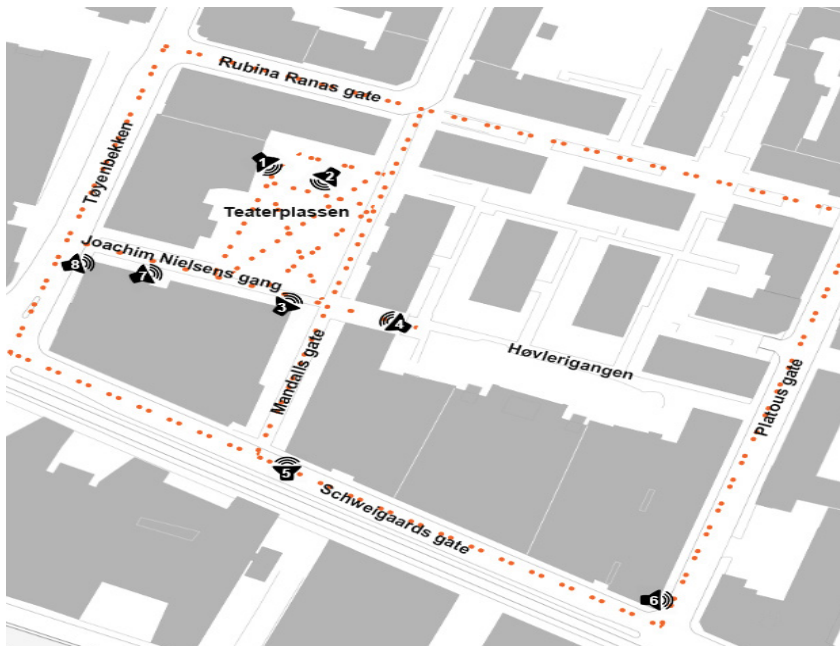 Rubina Ranas gate
1
2
Tøyenbekken
Teaterplassen
Joachim Nielsens gang
8
7
3
4
Mandalls gate
Høvlerigangen
Platous gate
5
Schweigaards gate
6